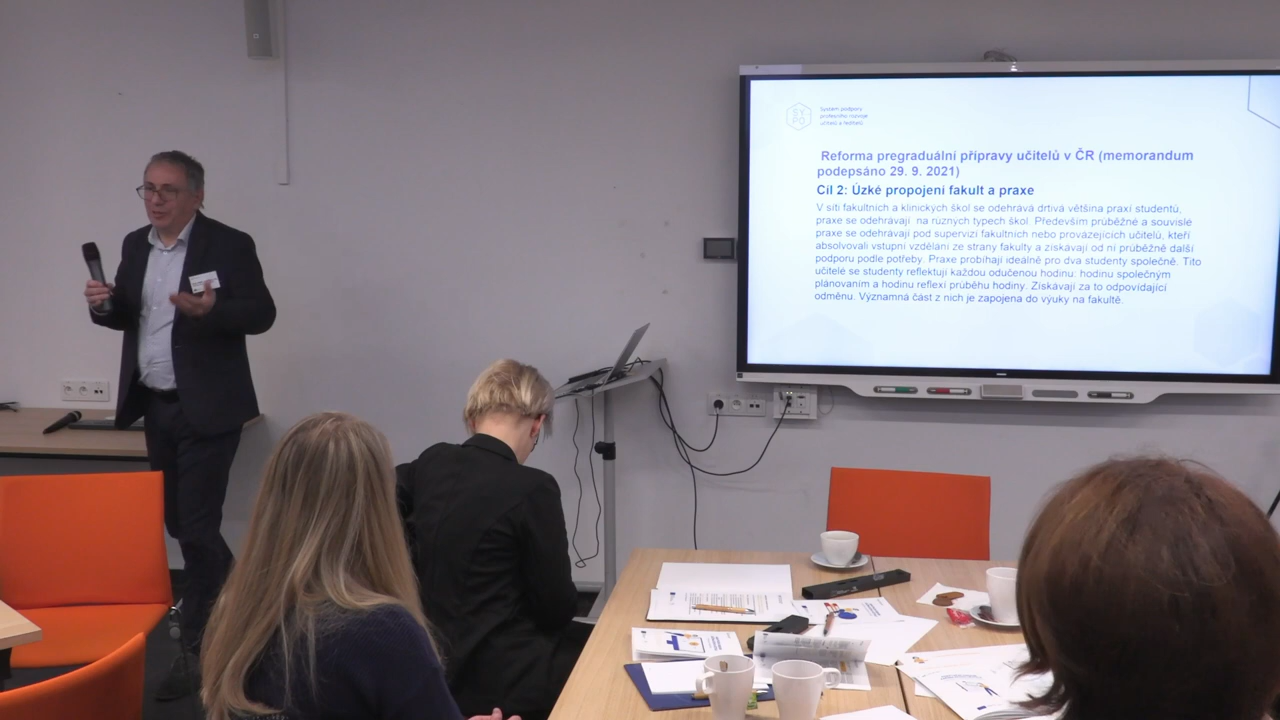 SY
PO
Systém podpory
profesního rozvoje
učitelů a ředitelů
Reforma pregraduální přípravy učitelů v ČR (memorandum
podepsáno 29. 9. 2021)
Cíl 2: Úzké propojení fakult a praxe
V síti fakultních a klinických škol se odehrává drtivá většina praxí studentů,
praxe se odehrávají na různých typech škol. Především průběžné a souvislé
praxe se odehrávají pod supervizí fakultních nebo provázejících učitelů, kteří
absolvovali vstupní vzdělání ze strany fakulty a získávají od ní průběžně další
podporu podle potřeby. Praxe probíhají ideálně pro dva studenty společně. Tito
učitelé se studenty reflektují každou odučenou hodinu: hodinu společným
plánováním a hodinu reflexí průběhu hodiny. Získávají za to odpovídající
odměnu. Významná část z nich je zapojena do výuky na fakultě.